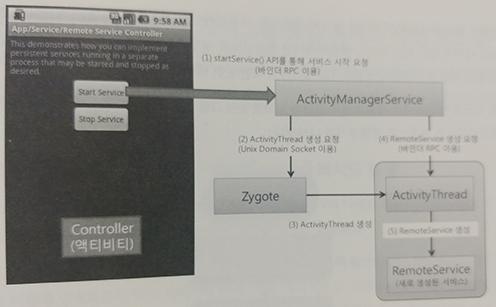 9:58 AM
App/Service/Remote Service Controller
This demonstrates how you can implement
persistent services running in a separate
process that may be started and stopped as
desired.
Start Service
Stop Service
Controller
(액티비티)
(1) startService() API를 통해 서비스 시작 요청
(바인더 RPC 이용)
ActivityManagerService
(2) ActivityThread 생성 요청
(Unix Domain Socket 이용)
(4) RemoteService 생성 요청
(바인더 RPC 이용)
Zygote
ActivityThread
(3) ActivityThread 생성
(5) RemoteService 생성
RemoteService
(새로 생성된 서비스)